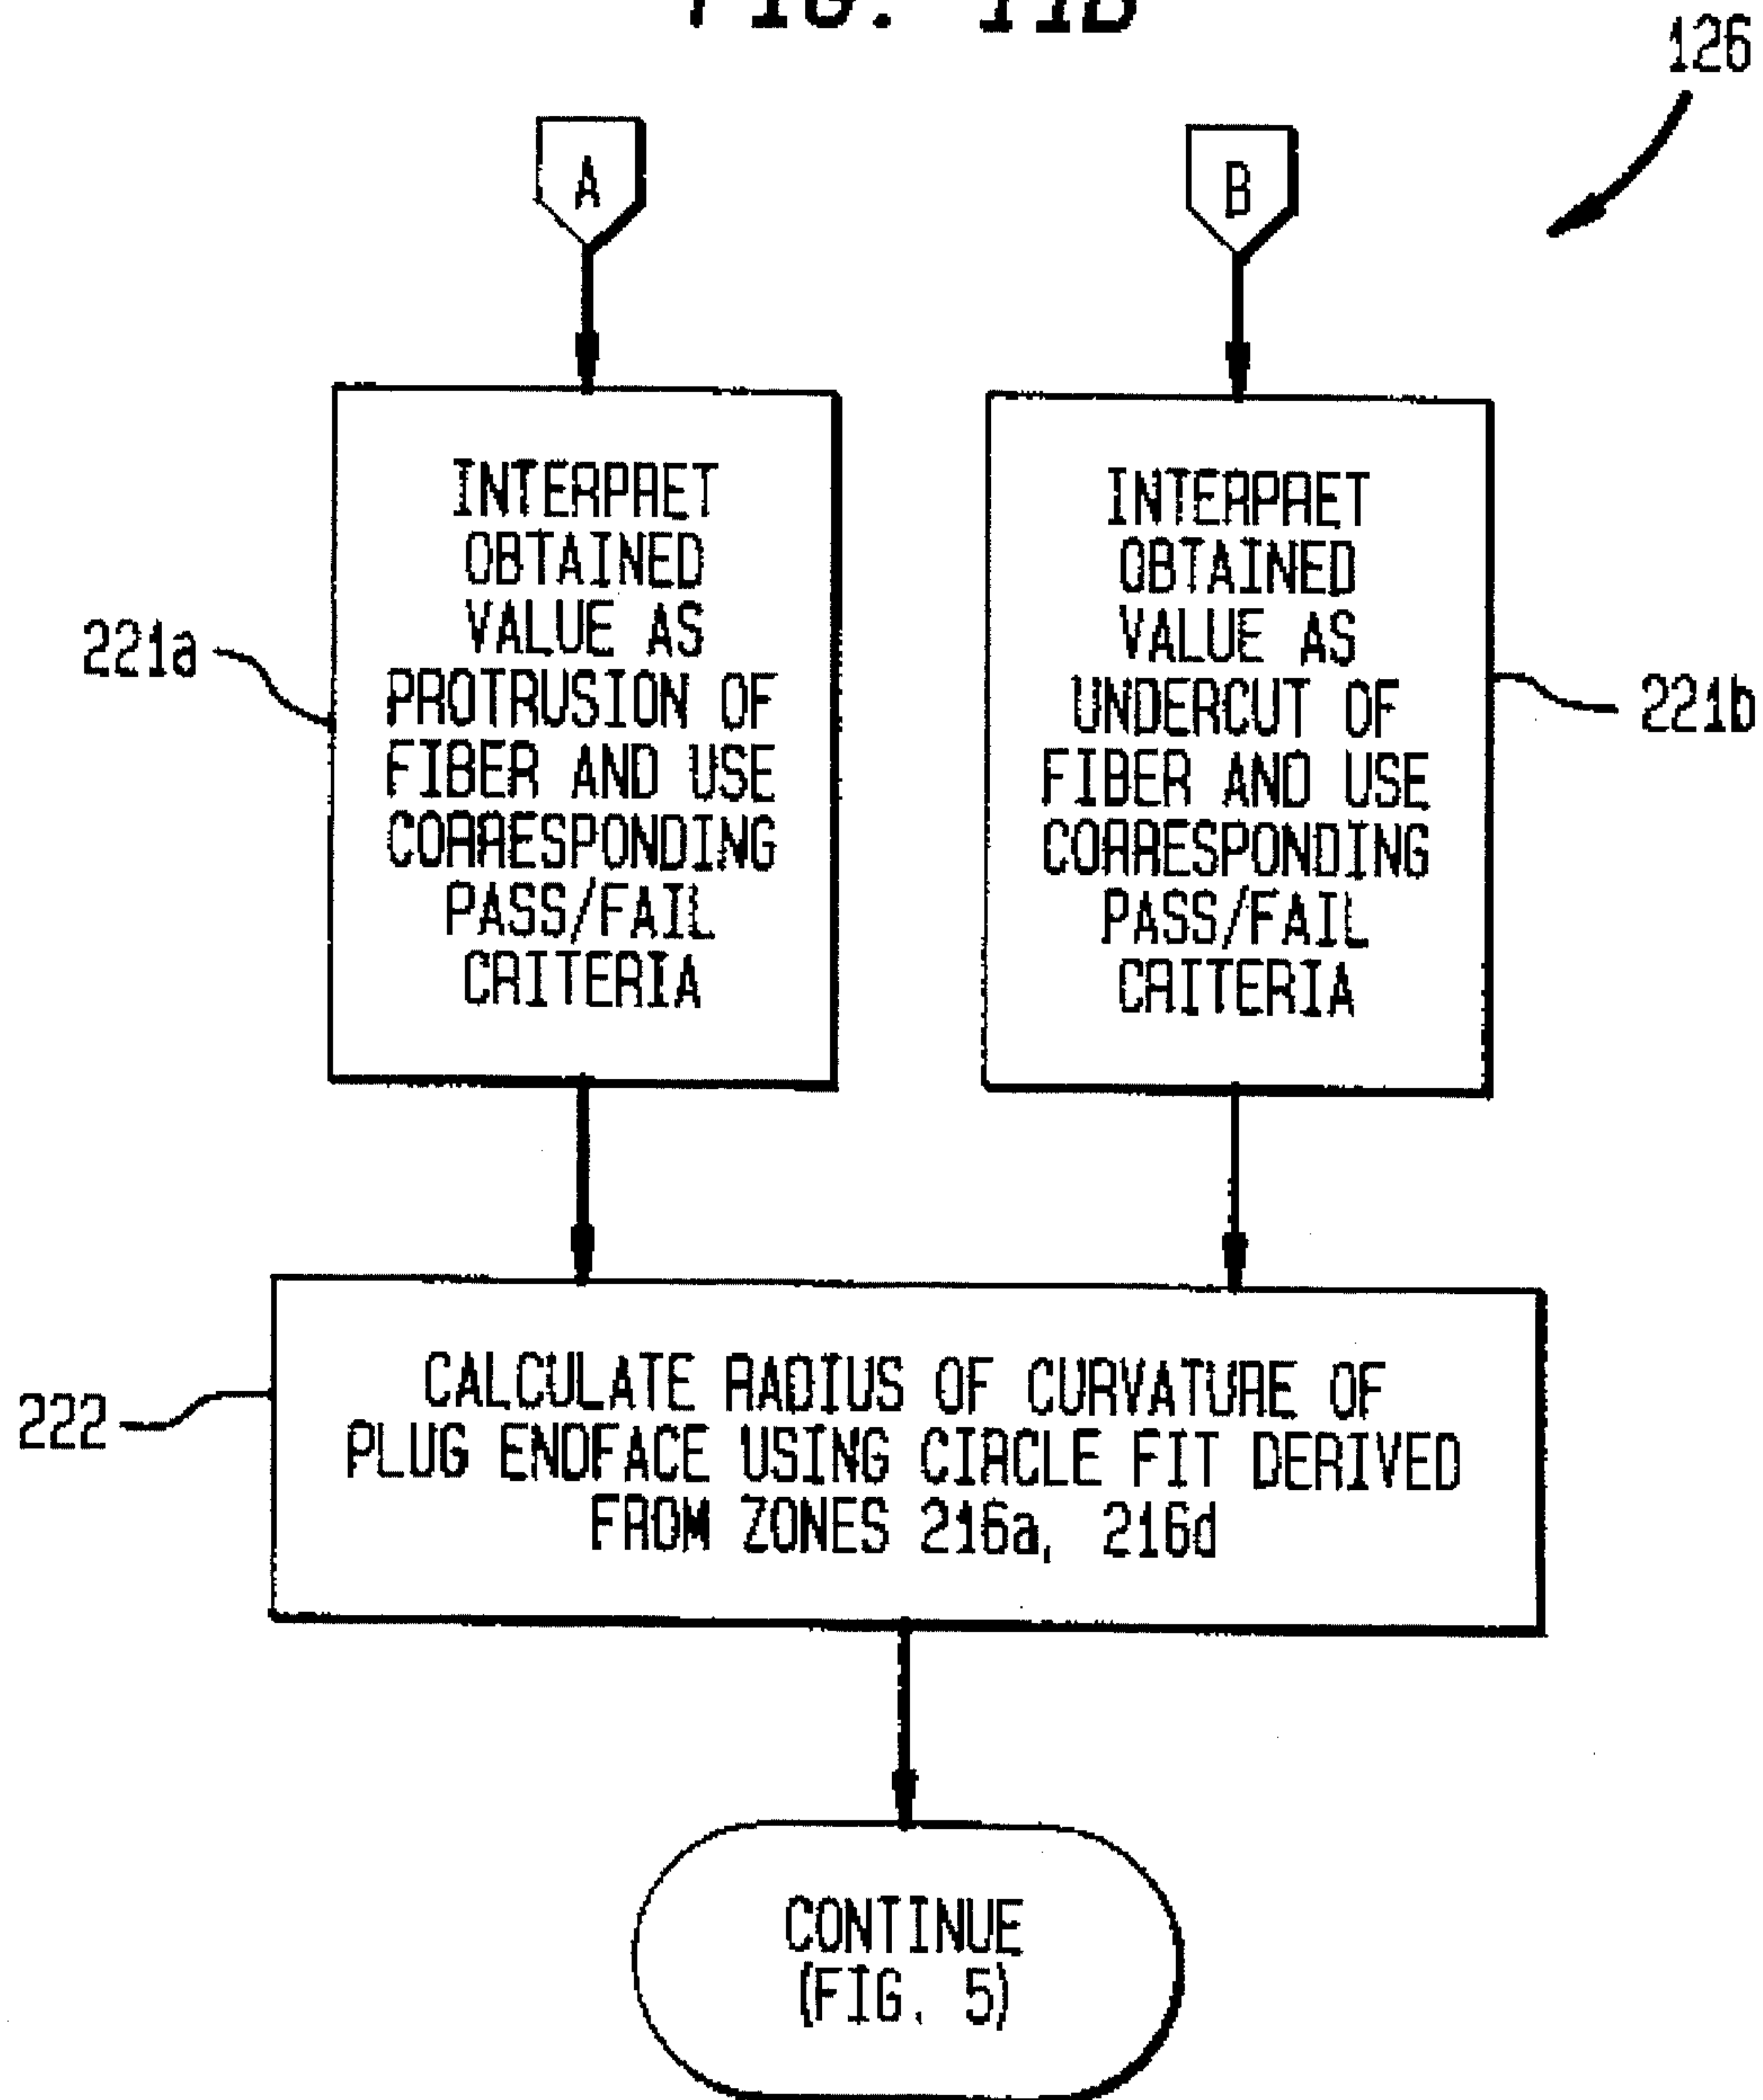 FIG. 11B
126
A
B
INTERPRET
OBTAINED
VALUE AS
PROTRUSION OF
FIBER AND USE
CORRESPONDING
PASS/FAIL
CRITERIA
221a
INTERPRET
OBTAINED
VALUE AS
UNDERCUT OF
FIBER AND USE
CORRESPONDING
PASS/FAIL
CRITERIA
221b
222
CALCULATE RADIUS OF CURVATURE OF
PLUG ENDFACE USING CIRCLE FIT DERIVED
FROM ZONES 216a, 216d
CONTINUE
(FIG. 5)